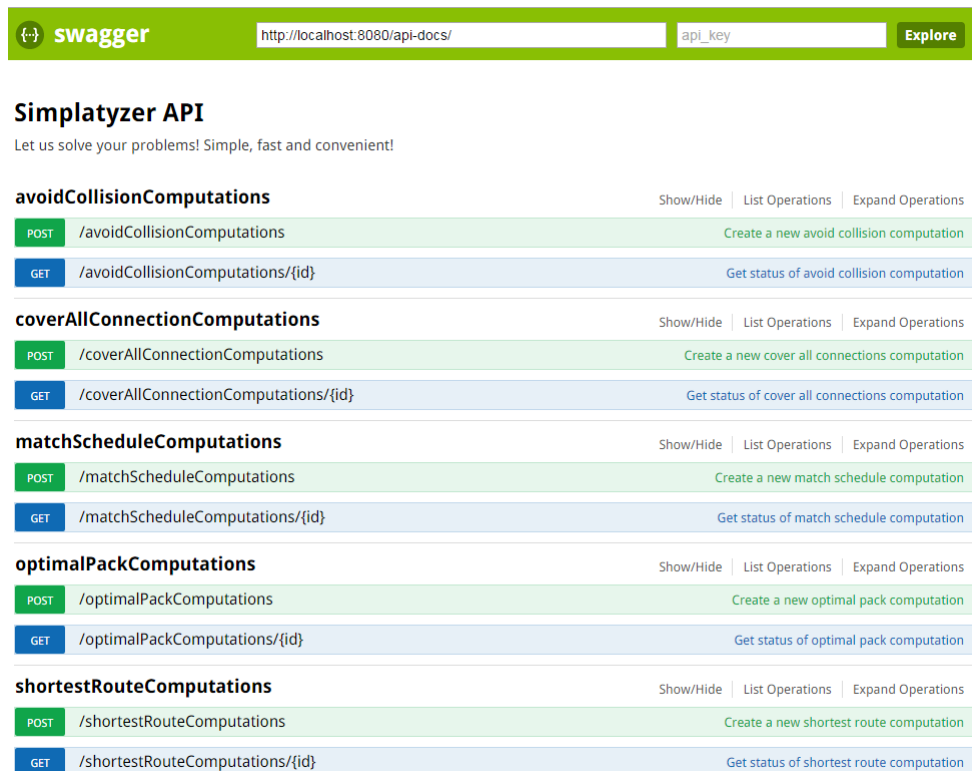 {··} swagger http://localhost:8080/api-docs/ api_key Explore
Simplatyzer API
Let us solve your problems! Simple, fast and convenient!
avoidCollisionComputations Show/Hide List Operations Expand Operations
POST /avoidCollisionComputations Create a new avoid collision computation
GET /avoidCollisionComputations/{id} Get status of avoid collision computation
coverAllConnectionComputations Show/Hide List Operations Expand Operations
POST /coverAllConnectionComputations Create a new cover all connections computation
GET /coverAllConnectionComputations/{id} Get status of cover all connections computation
matchScheduleComputations Show/Hide List Operations Expand Operations
POST /matchScheduleComputations Create a new match schedule computation
GET /matchScheduleComputations/{id} Get status of match schedule computation
optimalPackComputations Show/Hide List Operations Expand Operations
POST /optimalPackComputations Create a new optimal pack computation
GET /optimalPackComputations/{id} Get status of optimal pack computation
shortestRouteComputations Show/Hide List Operations Expand Operations
POST /shortestRouteComputations Create a new shortest route computation
GET /shortestRouteComputations/{id} Get status of shortest route computation